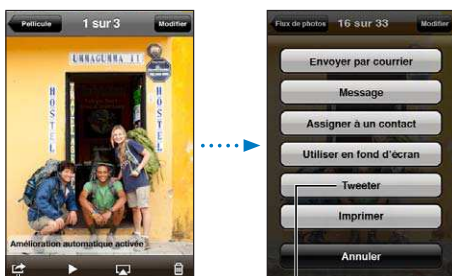 Pellicule
1 sur 3
Modifier
UMMAGUMMA II
HOSTEL
HOSTEL
Amélioration automatique activée
Flux de photos
16 sur 33
Modifier
Envoyer par courrier
Message
Assigner à un contact
Utiliser en fond d'écran
Tweeter
Imprimer
Annuler